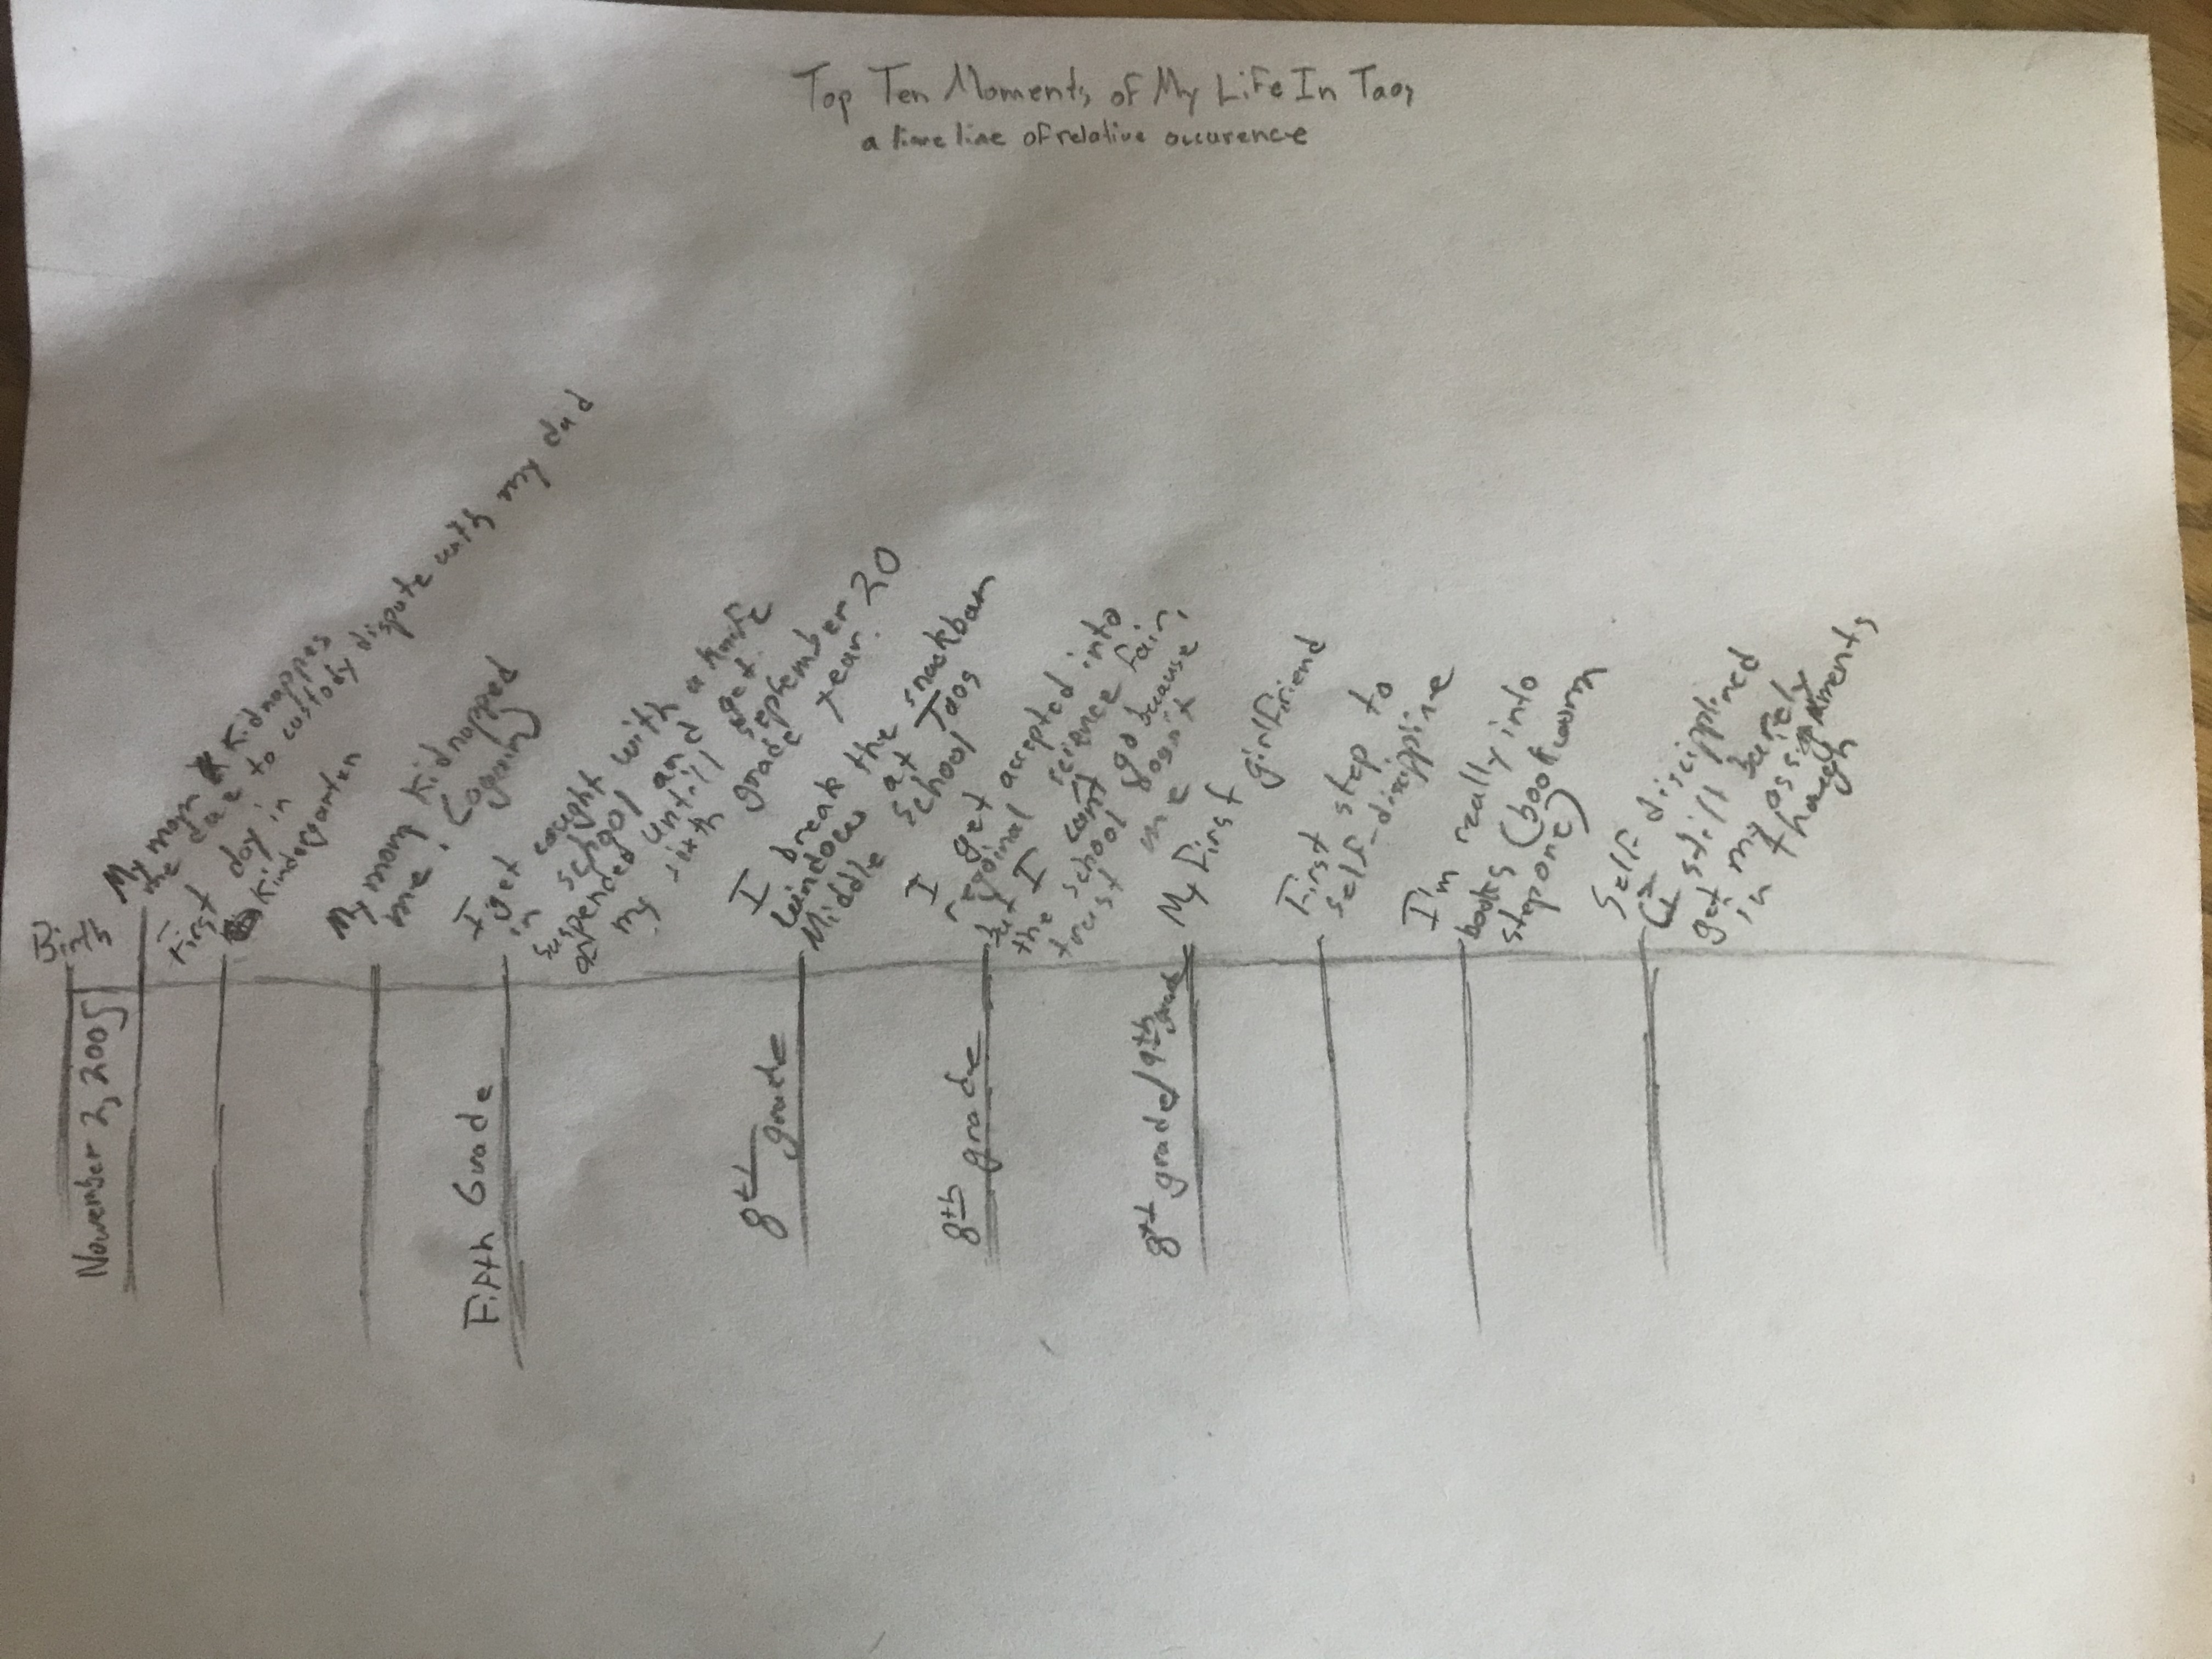 Top Ten Moments of My Life In Taos
a time line of relative occurence
November 2, 2005
Birth
My mom kidnappes
me due to custody dispute with my dad
First day in
kindergarten
My mom kidnapped
me. (again)
Fifth Grade
I get cought with a knife
in school and get
suspended untill september 20
of my sixth grade year.
8th grade
I break the snackbar
window at Taos
Middle School
8th grade
I get accepted into
regoinal science fair,
but I can't go because
the school doesn't
trust me
8th grade/9th grade
My first girlfriend
First step to
self-discippline
I'm really into
books (bookworm
step one)
Self discipplined
(I still barely
get my assignments
in though